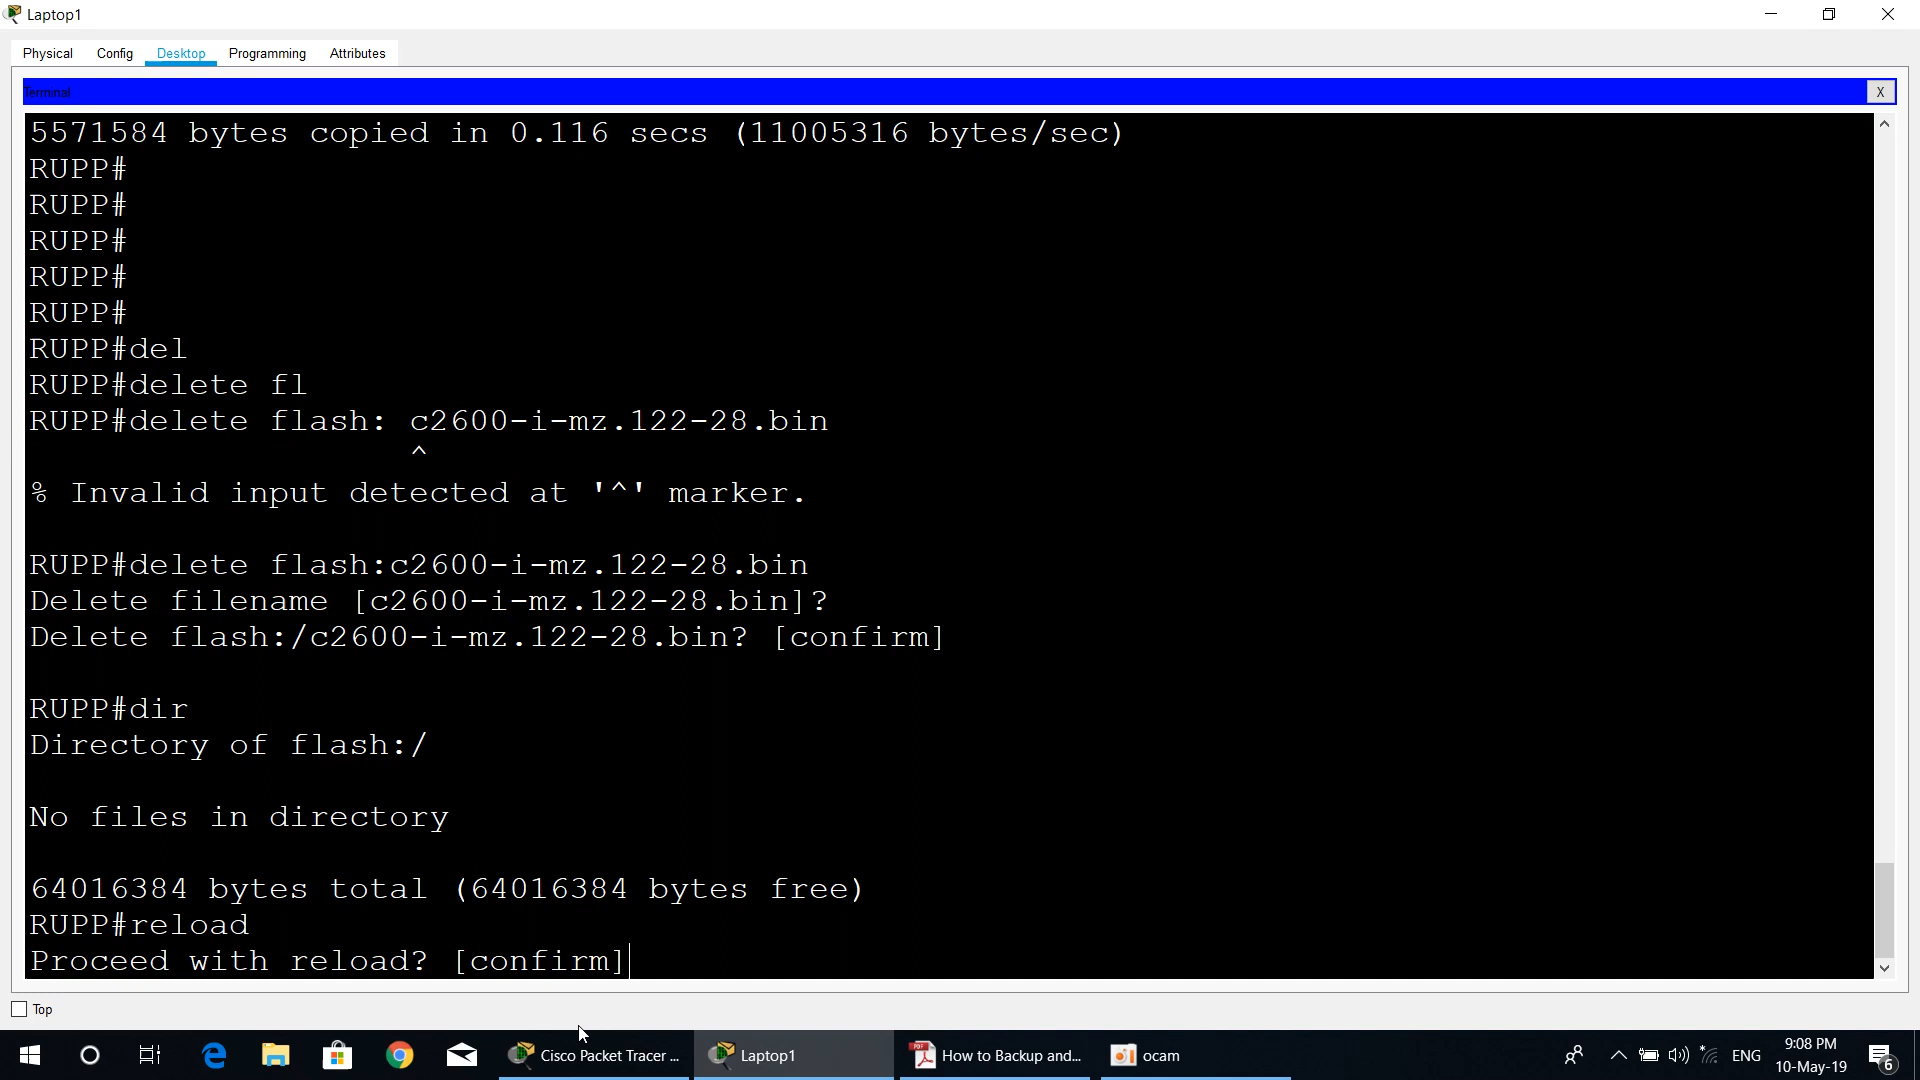 Laptop1
Physical Config Desktop Programming Attributes
Terminal X
5571584 bytes copied in 0.116 secs (11005316 bytes/sec)
RUPP#
RUPP#
RUPP#
RUPP#
RUPP#
RUPP#del
RUPP#delete fl
RUPP#delete flash: c2600-i-mz.122-28.bin
^
% Invalid input detected at '^' marker.
RUPP#delete flash:c2600-i-mz.122-28.bin
Delete filename [c2600-i-mz.122-28.bin]?
Delete flash:/c2600-i-mz.122-28.bin? [confirm]
RUPP#dir
Directory of flash:/
No files in directory
64016384 bytes total (64016384 bytes free)
RUPP#reload
Proceed with reload? [confirm]
Top
Cisco Packet Tracer ... Laptop1 How to Backup and... ocam ENG 9:08 PM
10-May-19 6